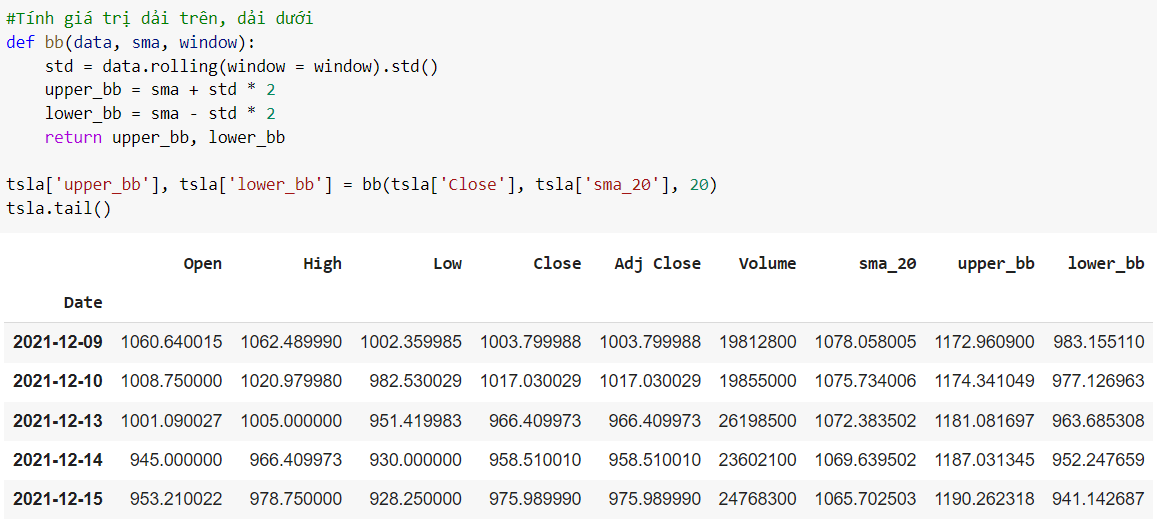 #Tính giá trị dải trên, dải dưới
def bb(data, sma, window):
    std = data.rolling(window = window).std()
    upper_bb = sma + std * 2
    lower_bb = sma - std * 2
    return upper_bb, lower_bb
tsla['upper_bb'], tsla['lower_bb'] = bb(tsla['Close'], tsla['sma_20'], 20)
tsla.tail()
Open High Low Close Adj Close Volume sma_20 upper_bb lower_bb
Date
2021-12-09 1060.640015 1062.489990 1002.359985 1003.799988 1003.799988 19812800 1078.058005 1172.960900 983.155110
2021-12-10 1008.750000 1020.979980 982.530029 1017.030029 1017.030029 19855000 1075.734006 1174.341049 977.126963
2021-12-13 1001.090027 1005.000000 951.419983 966.409973 966.409973 26198500 1072.383502 1181.081697 963.685308
2021-12-14 945.000000 966.409973 930.000000 958.510010 958.510010 23602100 1069.639502 1187.031345 952.247659
2021-12-15 953.210022 978.750000 928.250000 975.989990 975.989990 24768300 1065.702503 1190.262318 941.142687